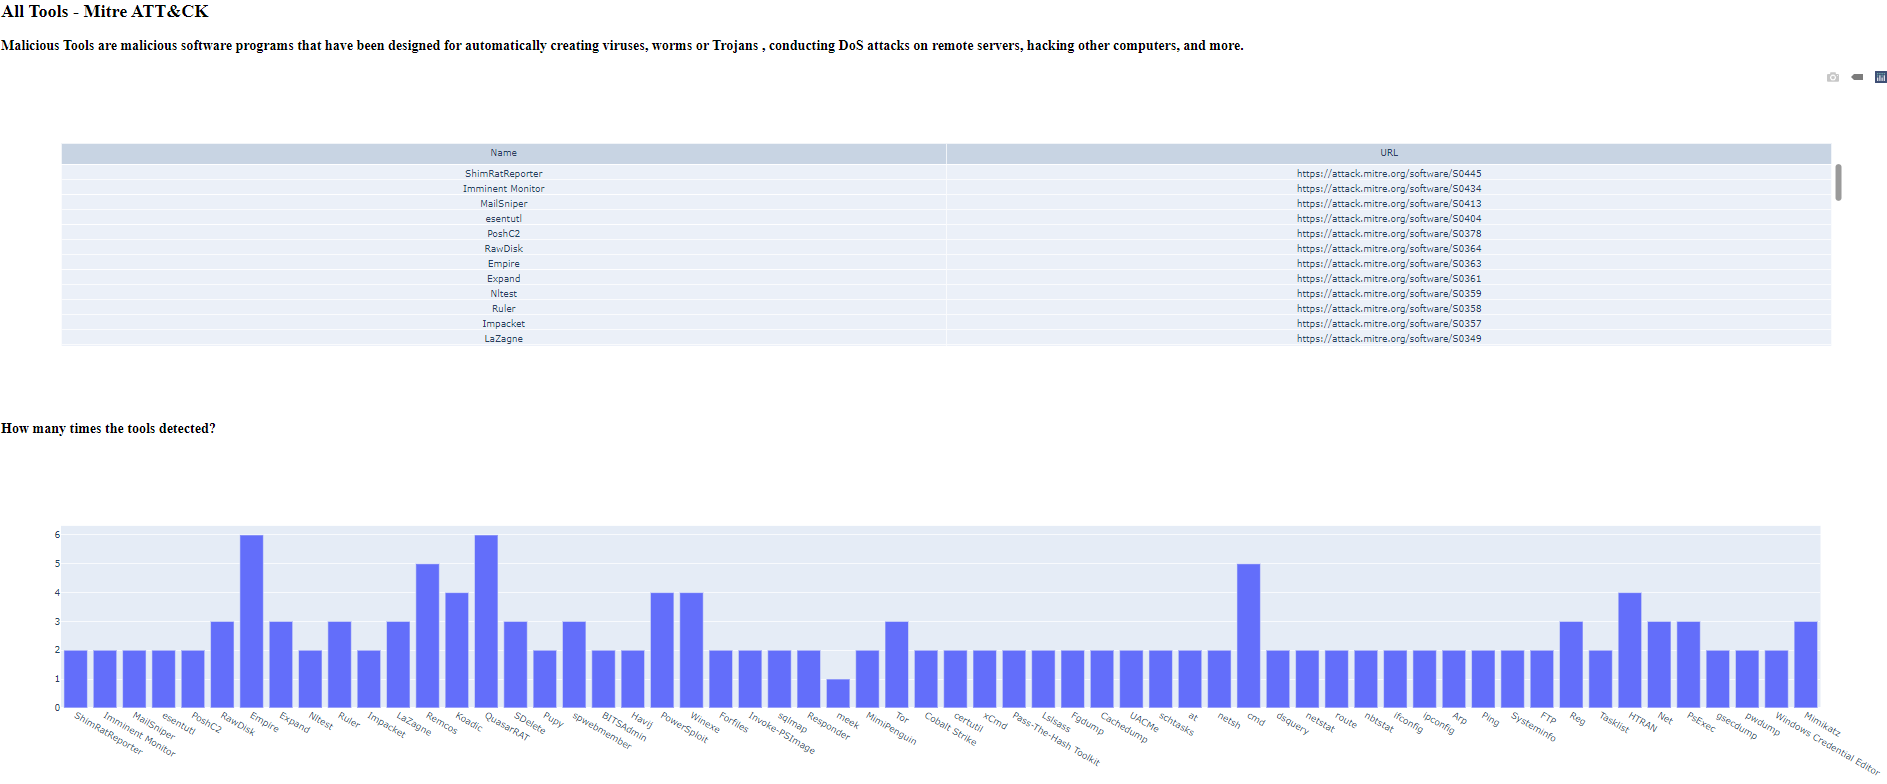 All Tools - Mitre ATT&CK
Malicious Tools are malicious software programs that have been designed for automatically creating viruses, worms or Trojans , conducting DoS attacks on remote servers, hacking other computers, and more.
Name URL
ShimRatReporter https://attack.mitre.org/software/S0445
Imminent Monitor https://attack.mitre.org/software/S0434
MailSniper https://attack.mitre.org/software/S0413
esentutl https://attack.mitre.org/software/S0404
PoshC2 https://attack.mitre.org/software/S0378
RawDisk https://attack.mitre.org/software/S0364
Empire https://attack.mitre.org/software/S0363
Expand https://attack.mitre.org/software/S0361
Nltest https://attack.mitre.org/software/S0359
Ruler https://attack.mitre.org/software/S0358
Impacket https://attack.mitre.org/software/S0357
LaZagne https://attack.mitre.org/software/S0349
How many times the tools detected?
6
5
4
3
2
1
0
ShimRatReporter
Imminent Monitor
MailSniper
esentutl
PoshC2
RawDisk
Empire
Expand
Nltest
Ruler
Impacket
LaZagne
Remcos
Koadic
QuasarRAT
SDelete
Pupy
spwebmember
BITSAdmin
Havij
PowerSploit
Winexe
Forfiles
Invoke-PSImage
sqlmap
Responder
meek
MimiPenguin
Tor
Cobalt Strike
certutil
xCmd
Pass-The-Hash Toolkit
Lslsass
Fgdump
Cachedump
UACMe
schtasks
at
netsh
cmd
dsquery
netstat
route
nbtstat
ifconfig
ipconfig
Arp
Ping
Systeminfo
FTP
Reg
Tasklist
HTRAN
Net
PsExec
gsecdump
pwdump
Windows Credential Editor
Mimikatz